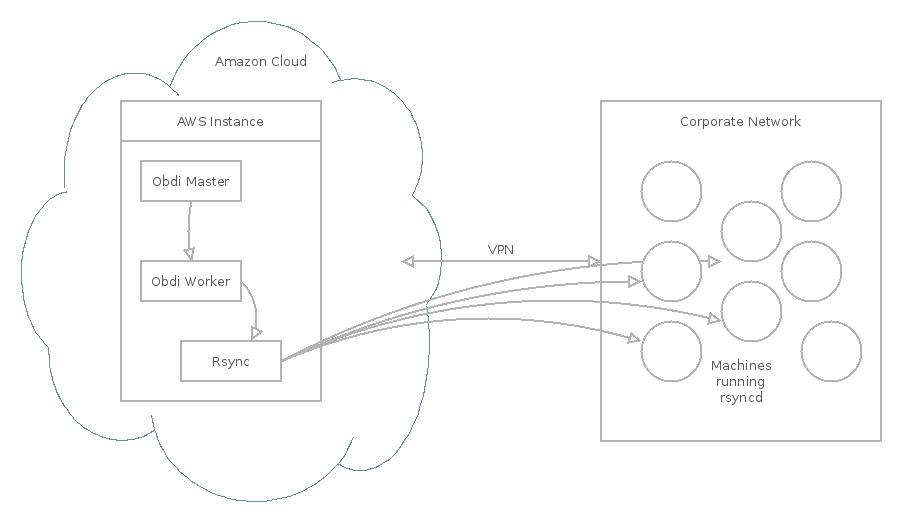 Amazon Cloud
AWS Instance
Obdi Master
Obdi Worker
Rsync
VPN
Corporate Network
Machines
running
rsyncd